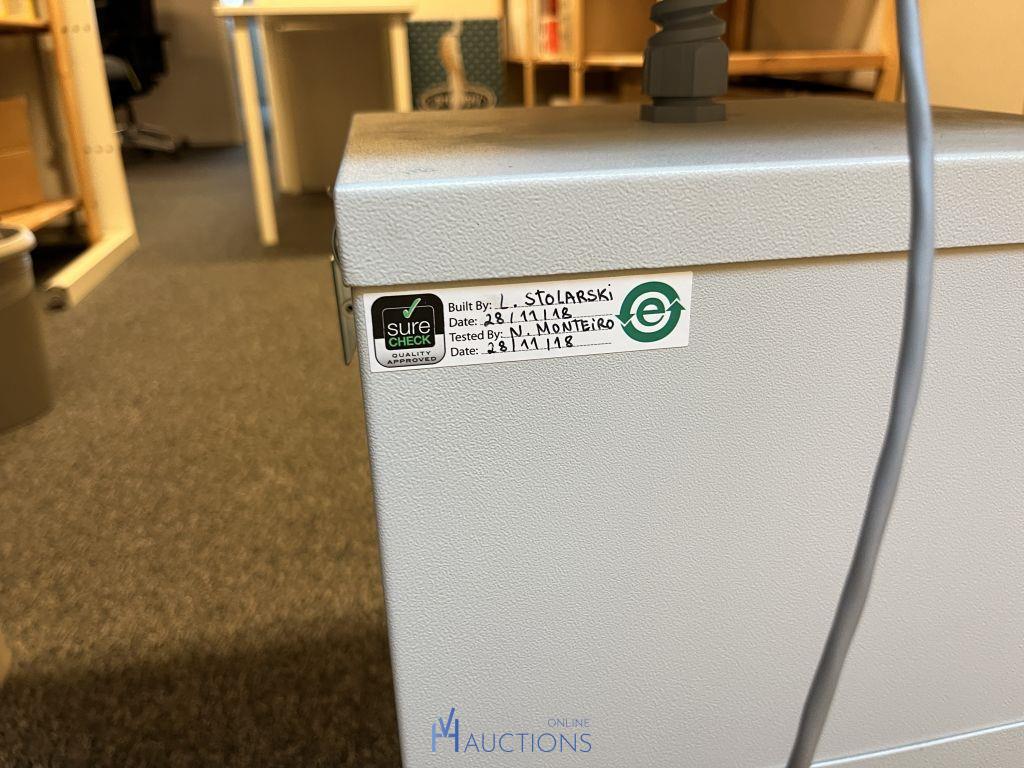 sure
CHECK
QUALITY
APPROVED
Built By: L. STOLARSKI
Date: 28/11/18
Tested By: N. MONTEIRO
Date: 28/11/18
e
VH ONLINE
AUCTIONS